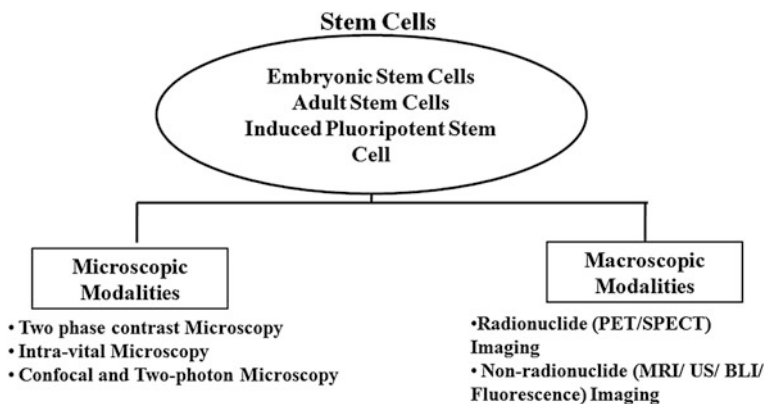 Stem Cells
Embryonic Stem Cells
Adult Stem Cells
Induced Pluoripotent Stem
Cell
Microscopic
Modalities
• Two phase contrast Microscopy
• Intra-vital Microscopy
• Confocal and Two-photon Microscopy
Macroscopic
Modalities
•Radionuclide (PET/SPECT)
Imaging
• Non-radionuclide (MRI/ US/ BLI/
Fluorescence) Imaging